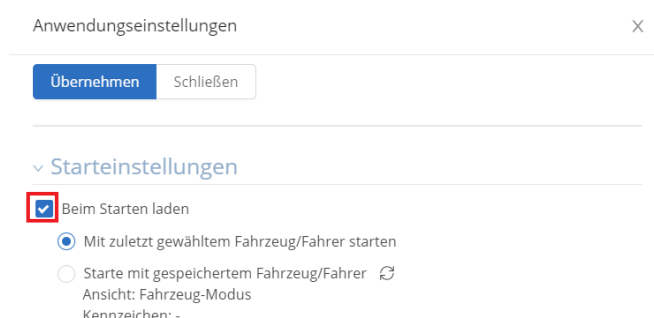 Anwendungseinstellungen
Übernehmen Schließen
Starteinstellungen
Beim Starten laden
Mit zuletzt gewähltem Fahrzeug/Fahrer starten
Starte mit gespeichertem Fahrzeug/Fahrer
Ansicht: Fahrzeug-Modus
Kennzeichen: -